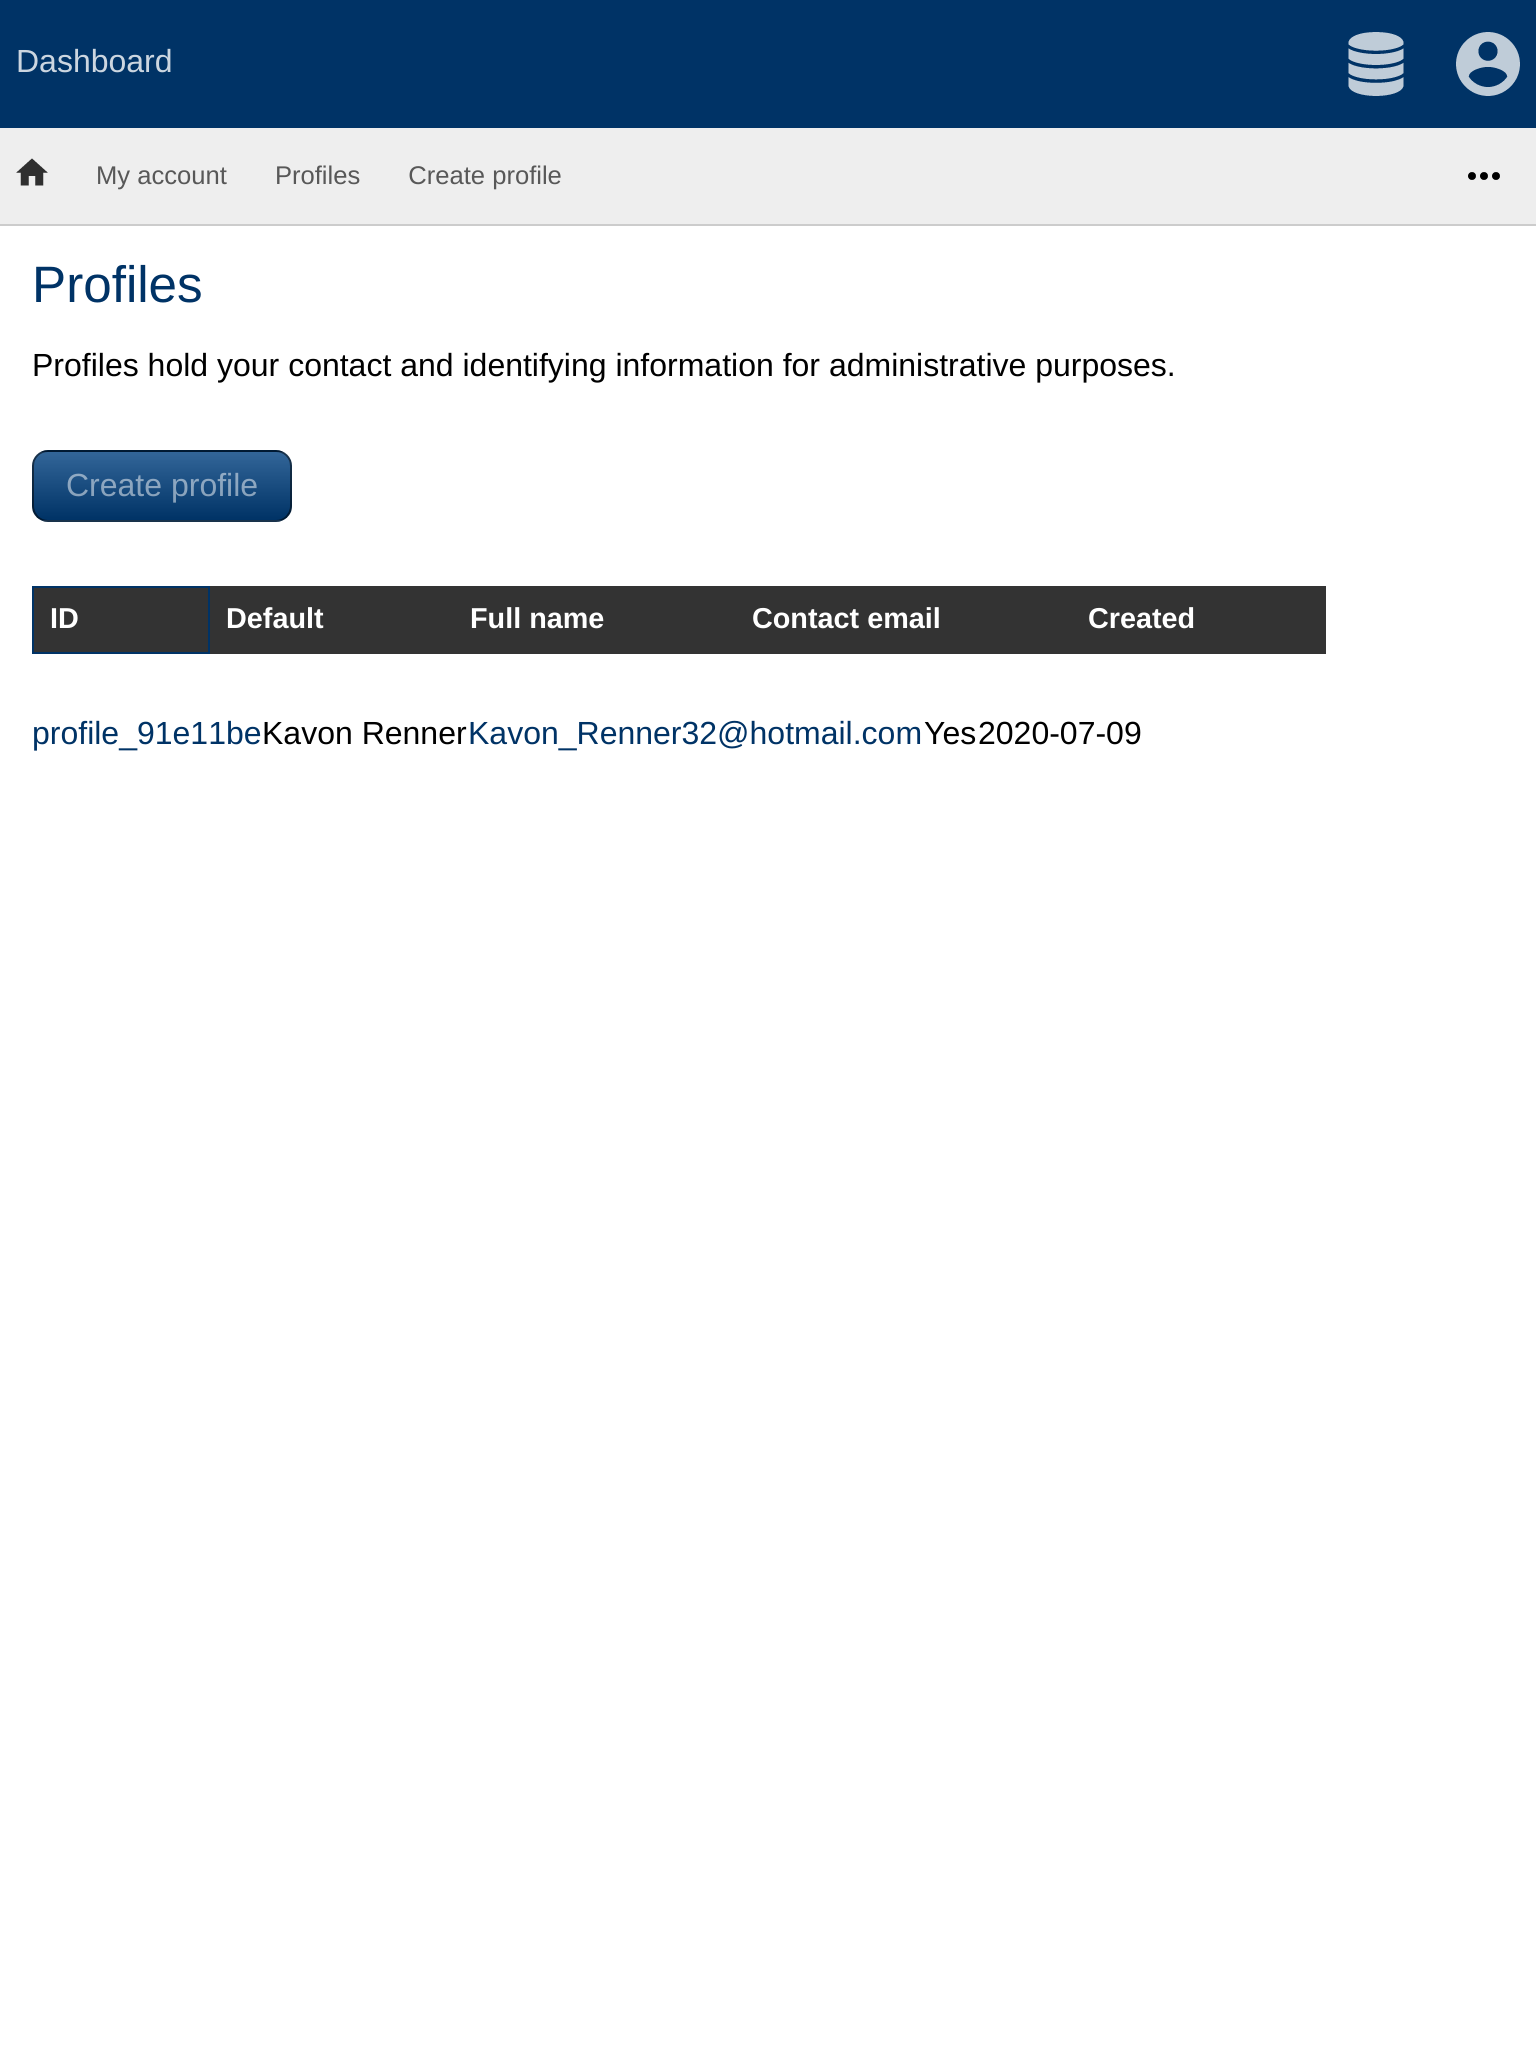 Dashboard
My account Profiles Create profile
Profiles
Profiles hold your contact and identifying information for administrative purposes.
Create profile
ID Default Full name Contact email Created
profile_91e11beKavon RennerKavon_Renner32@hotmail.comYes2020-07-09